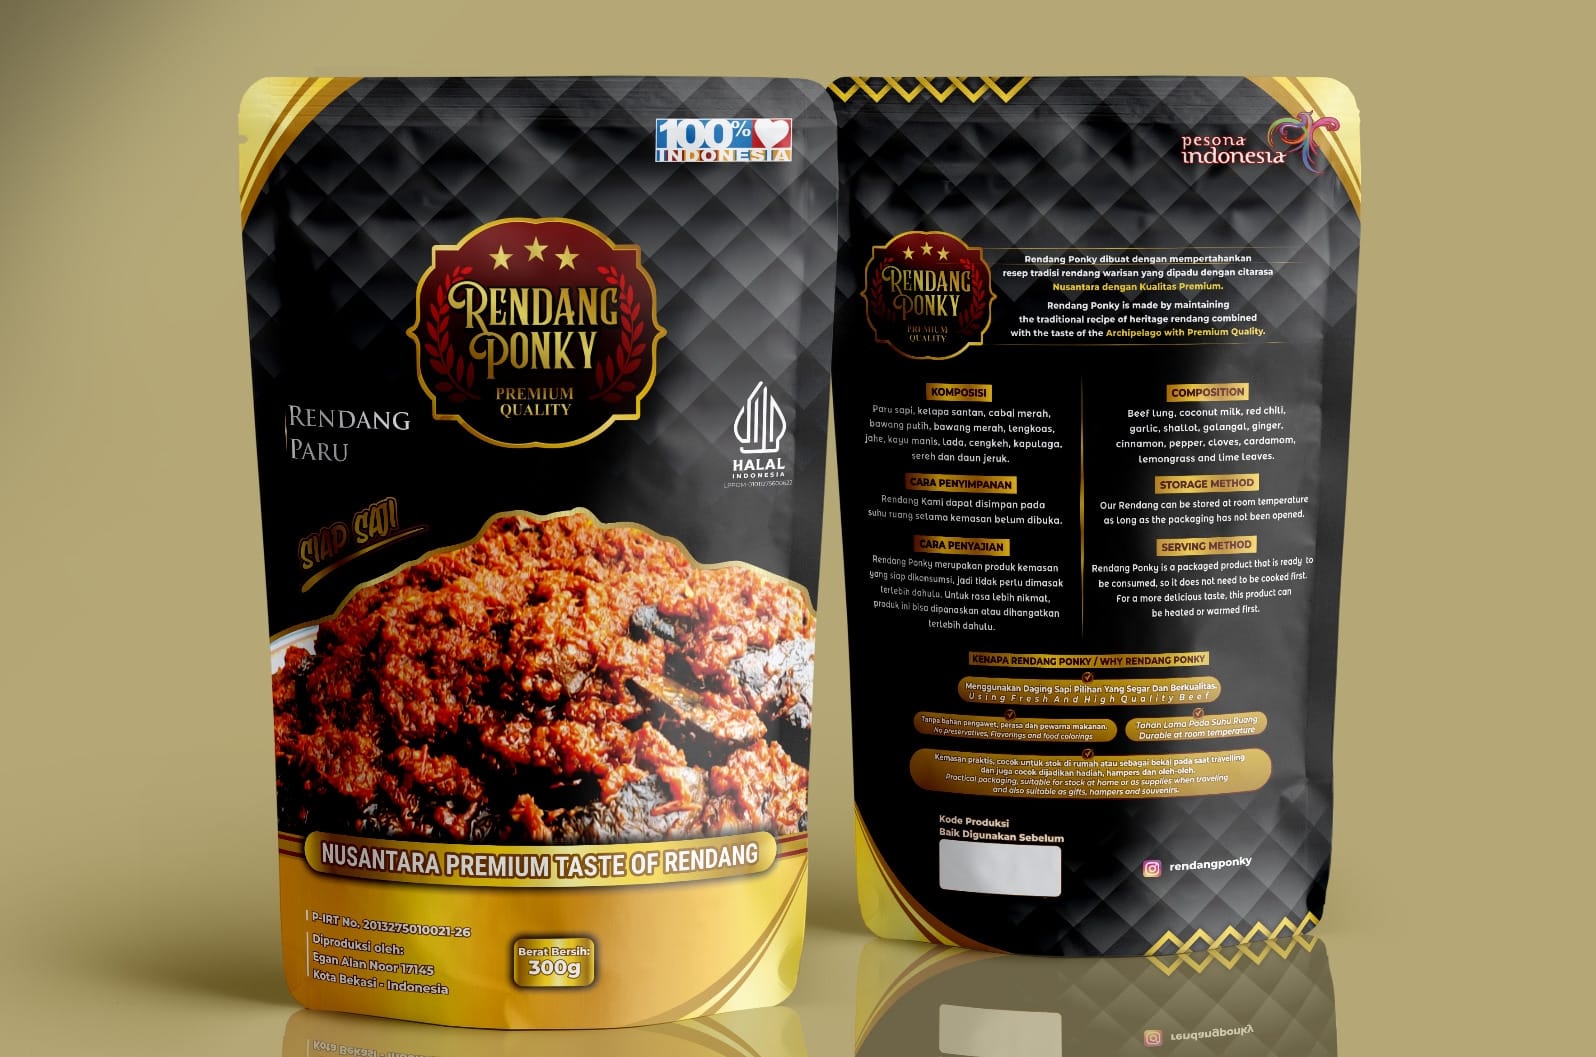 100%
INDONESIA
RENDANG
PONKY
PREMIUM
QUALITY
RENDANG
PARU
HALAL
INDONESIA
SIAP SAJI
NUSANTARA PREMIUM TASTE OF RENDANG
P-IRT No. 2013275010021-26
Diproduksi oleh:
Egan Alan Noor 17145
Kota Bekasi - Indonesia
Berat Bersih:
300g
pesona
indonesia
RENDANG
PONKY
PREMIUM
QUALITY
Rendang Ponky dibuat dengan mempertahankan
resep tradisi rendang warisan yang dipadu dengan citarasa
Nusantara dengan Kualitas Premium.
Rendang Ponky is made by maintaining
the traditional recipe of heritage rendang combined
with the taste of the Archipelago with Premium Quality.
KOMPOSISI
Paru sapi, kelapa santan, cabai merah,
bawang putih, bawang merah, lengkoas,
jahe, kayu manis, lada, cengkeh, kapulaga,
sereh dan daun jeruk.
CARA PENYIMPANAN
Rendang Kami dapat disimpan pada
suhu ruang selama kemasan belum dibuka.
CARA PENYAJIAN
Rendang Ponky merupakan produk kemasan
yang siap dikonsumsi, jadi tidak perlu dimasak
terlebih dahulu. Untuk rasa lebih nikmat,
produk ini bisa dipanaskan atau dihangatkan
terlebih dahulu.
COMPOSITION
Beef lung, coconut milk, red chili,
garlic, shallot, galangal, ginger,
cinnamon, pepper, cloves, cardamom,
lemongrass and lime leaves.
STORAGE METHOD
Our Rendang can be stored at room temperature
as long as the packaging has not been opened.
SERVING METHOD
Rendang Ponky is a packaged product that is ready to
be consumed, so it does not need to be cooked first.
For a more delicious taste, this product can
be heated or warmed first.
KENAPA RENDANG PONKY / WHY RENDANG PONKY
Menggunakan Daging Sapi Pilihan Yang Segar Dan Berkualitas.
Using Fresh And High Quality Beef
Tanpa bahan pengawet, perasa dan pewarna makanan.
No preservatives, Flavorings and food colorings
Tahan Lama Pada Suhu Ruang
Durable at room temperature
Kemasan praktis, cocok untuk stok di rumah atau sebagai bekal pada saat travelling
dan juga cocok dijadikan hadiah, hampers dan oleh-oleh.
Practical packaging, suitable for stock at home or as supplies when traveling
and also suitable as gifts, hampers and souvenirs.
Kode Produksi
Baik Digunakan Sebelum
rendangponky